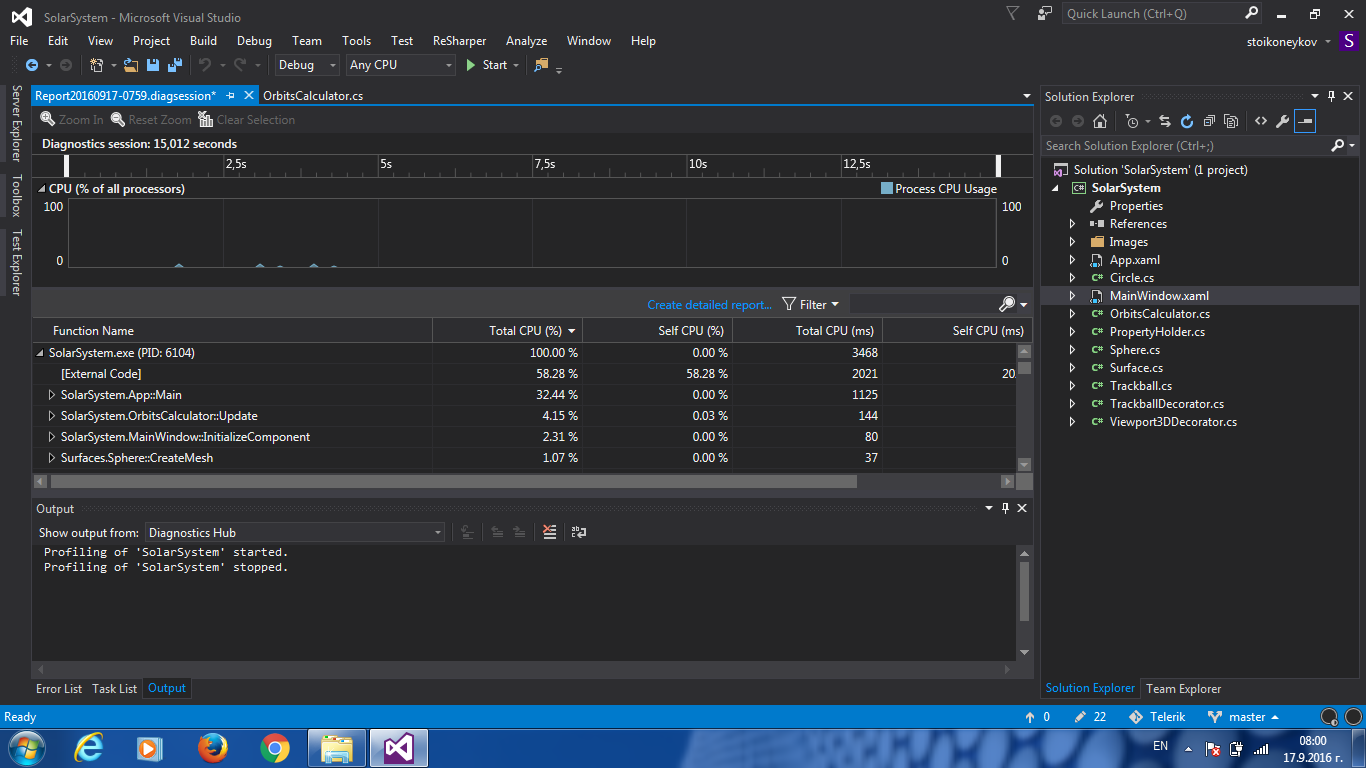 SolarSystem - Microsoft Visual Studio
Quick Launch (Ctrl+Q)
File Edit View Project Build Debug Team Tools Test ReSharper Analyze Window Help
stoikoneykov S
Debug Any CPU Start
Server Explorer
Toolbox
Test Explorer
Report20160917-0759.diagsession* OrbitsCalculator.cs
Zoom In Reset Zoom Clear Selection
Diagnostics session: 15,012 seconds
2,5s 5s 7,5s 10s 12,5s
CPU (% of all processors) Process CPU Usage
100 100
0 0
Create detailed report... Filter
Function Name Total CPU (%) Self CPU (%) Total CPU (ms) Self CPU (ms)
SolarSystem.exe (PID: 6104) 100.00 % 0.00 % 3468
[External Code] 58.28 % 58.28 % 2021 20
SolarSystem.App::Main 32.44 % 0.00 % 1125
SolarSystem.OrbitsCalculator::Update 4.15 % 0.03 % 144
SolarSystem.MainWindow::InitializeComponent 2.31 % 0.00 % 80
Surfaces.Sphere::CreateMesh 1.07 % 0.00 % 37
Output
Show output from: Diagnostics Hub
Profiling of 'SolarSystem' started.
Profiling of 'SolarSystem' stopped.
Error List Task List Output
Solution Explorer
Search Solution Explorer (Ctrl+;)
Solution 'SolarSystem' (1 project)
C# SolarSystem
Properties
References
Images
App.xaml
C# Circle.cs
MainWindow.xaml
C# OrbitsCalculator.cs
C# PropertyHolder.cs
C# Sphere.cs
C# Surface.cs
C# Trackball.cs
C# TrackballDecorator.cs
C# Viewport3DDecorator.cs
Solution Explorer Team Explorer
Ready 0 22 Telerik master
EN 08:00
17.9.2016 г.